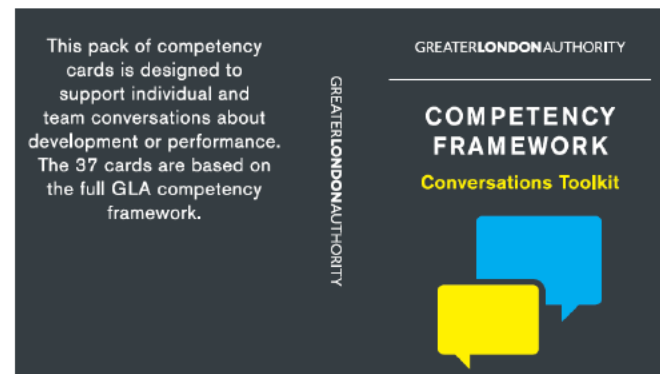 This pack of competency
cards is designed to
support individual and
team conversations about
development or performance.
The 37 cards are based on
the full GLA competency
framework.
GREATERLONDONAUTHORITY
GREATERLONDONAUTHORITY
COMPETENCY
FRAMEWORK
Conversations Toolkit